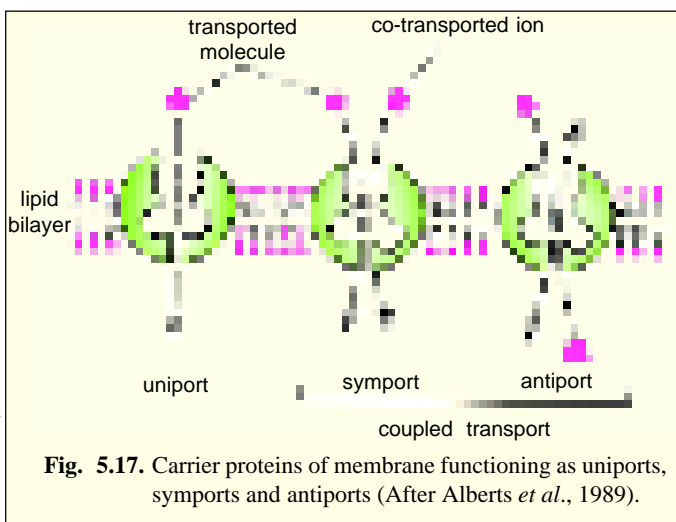 transported
molecule
co-transported ion
lipid
bilayer
uniport
symport
antiport
coupled transport
Fig. 5.17. Carrier proteins of membrane functioning as uniports,
symports and antiports (After Alberts et al., 1989).